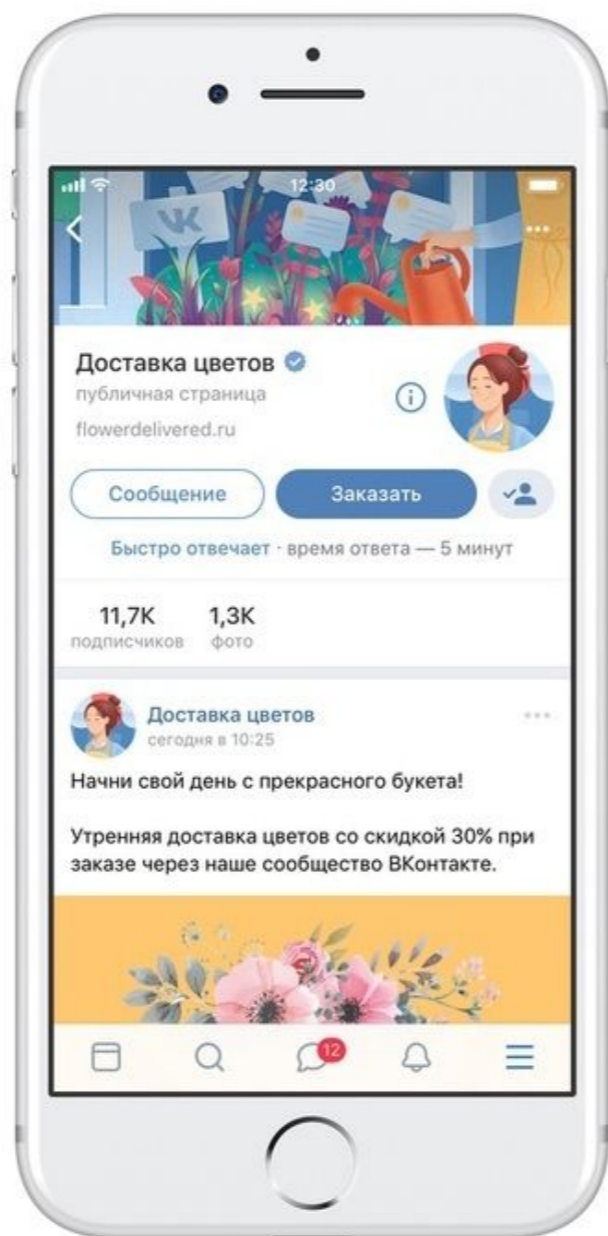 12:30
VK
Доставка цветов
публичная страница
flowerdelivered.ru
Сообщение
Заказать
Быстро отвечает · время ответа — 5 минут
11,7K 1,3K
подписчиков фото
Доставка цветов
сегодня в 10:25
Начни свой день с прекрасного букета!
Утренняя доставка цветов со скидкой 30% при
заказе через наше сообщество ВКонтакте.
12